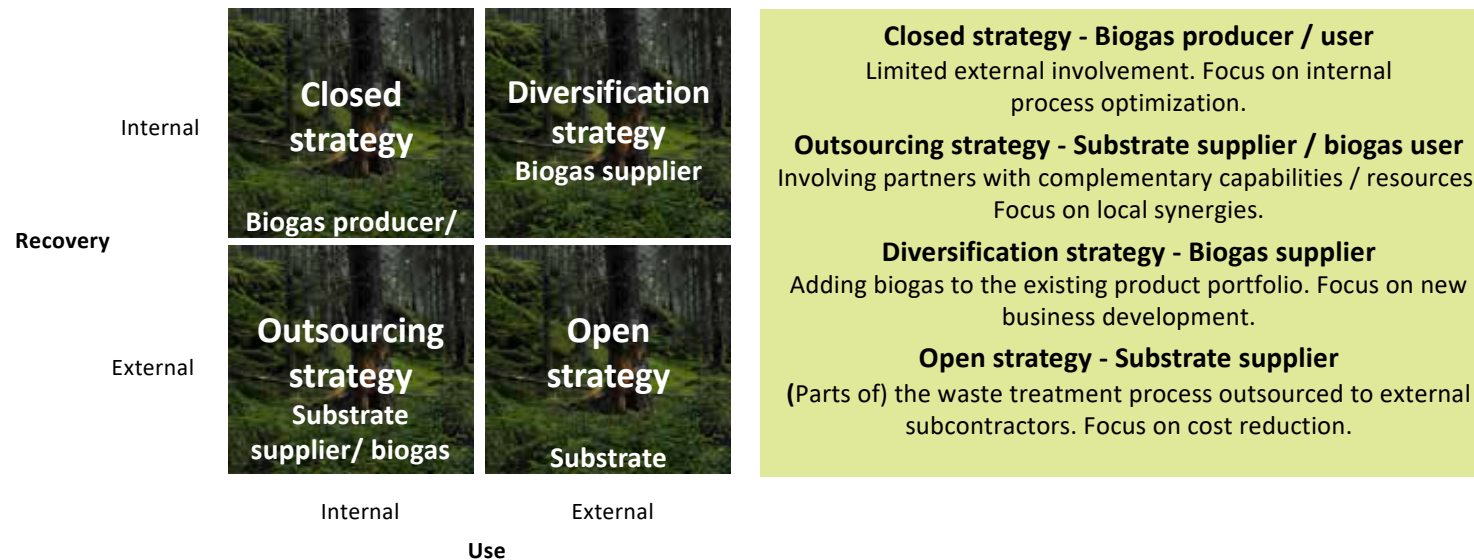 Closed
strategy
Biogas producer/
Diversification
strategy
Biogas supplier
Internal
Recovery
Outsourcing
strategy
Substrate
supplier/ biogas
Open
strategy
Substrate
External
Internal
External
Use
Closed strategy - Biogas producer / user
Limited external involvement. Focus on internal
process optimization.
Outsourcing strategy - Substrate supplier / biogas user
Involving partners with complementary capabilities / resources
Focus on local synergies.
Diversification strategy - Biogas supplier
Adding biogas to the existing product portfolio. Focus on new
business development.
Open strategy - Substrate supplier
(Parts of) the waste treatment process outsourced to external
subcontractors. Focus on cost reduction.